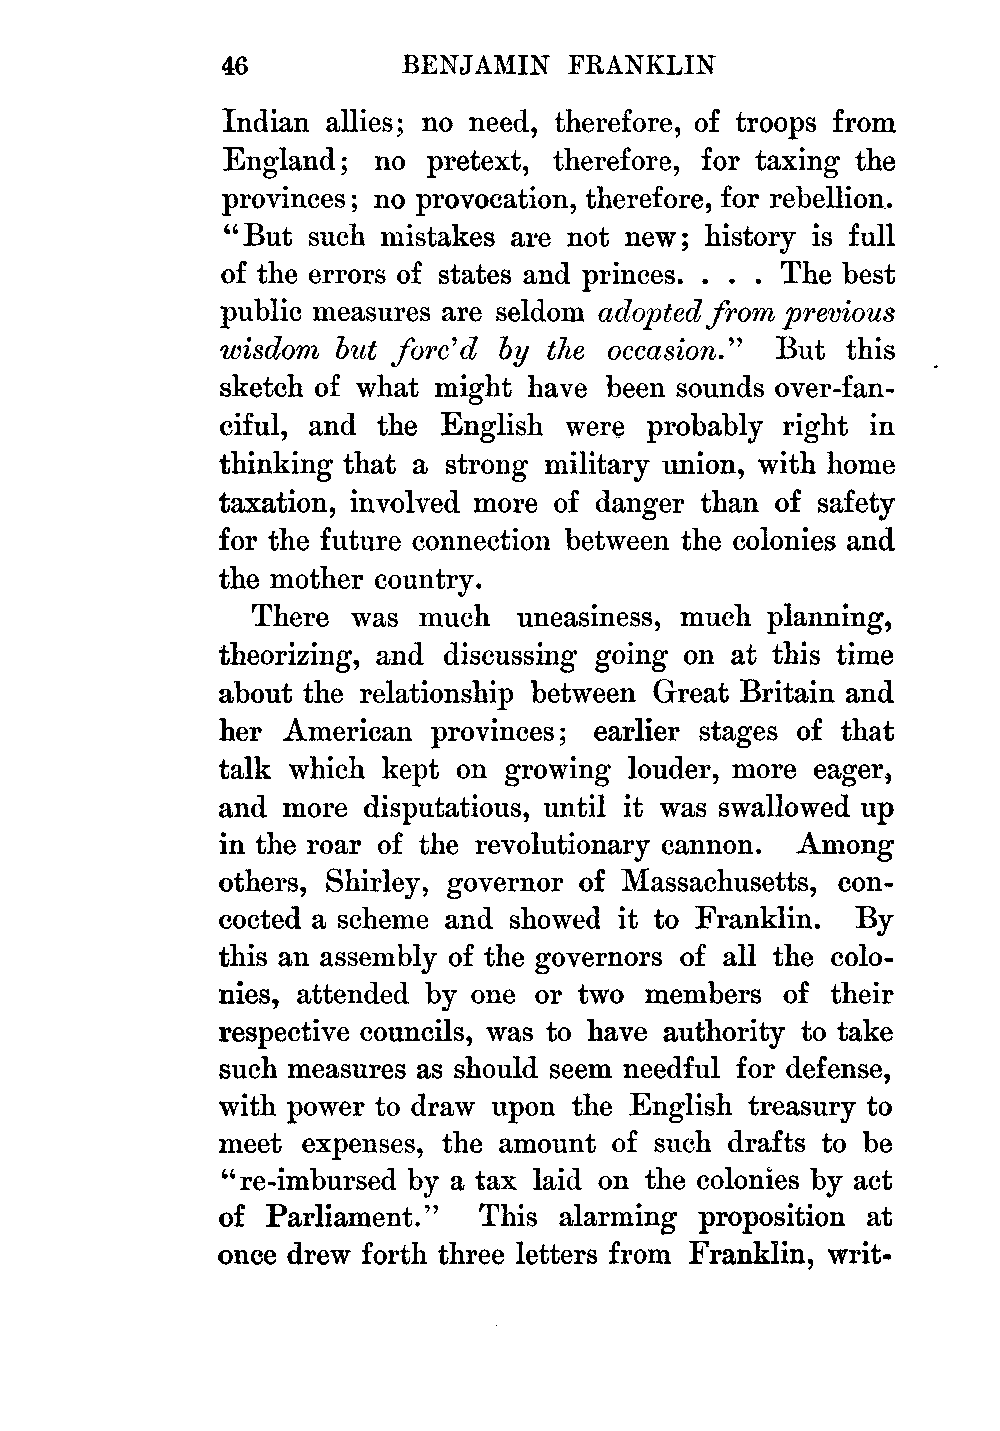 46 BENJAMIN FRANKLIN
Indian allies; no need, therefore, of troops from
England; no pretext, therefore, for taxing the
provinces; no provocation, therefore, for rebellion.
“But such mistakes are not new; history is full
of the errors of states and princes. . . . The best
public measures are seldom adopted from previous
wisdom but forc’d by the occasion.” But this
sketch of what might have been sounds over-fan-
ciful, and the English were probably right in
thinking that a strong military union, with home
taxation, involved more of danger than of safety
for the future connection between the colonies and
the mother country.
There was much uneasiness, much planning,
theorizing, and discussing going on at this time
about the relationship between Great Britain and
her American provinces; earlier stages of that
talk which kept on growing louder, more eager,
and more disputatious, until it was swallowed up
in the roar of the revolutionary cannon. Among
others, Shirley, governor of Massachusetts, con-
cocted a scheme and showed it to Franklin. By
this an assembly of the governors of all the colo-
nies, attended by one or two members of their
respective councils, was to have authority to take
such measures as should seem needful for defense,
with power to draw upon the English treasury to
meet expenses, the amount of such drafts to be
“re-imbursed by a tax laid on the colonies by act
of Parliament.” This alarming proposition at
once drew forth three letters from Franklin, writ-